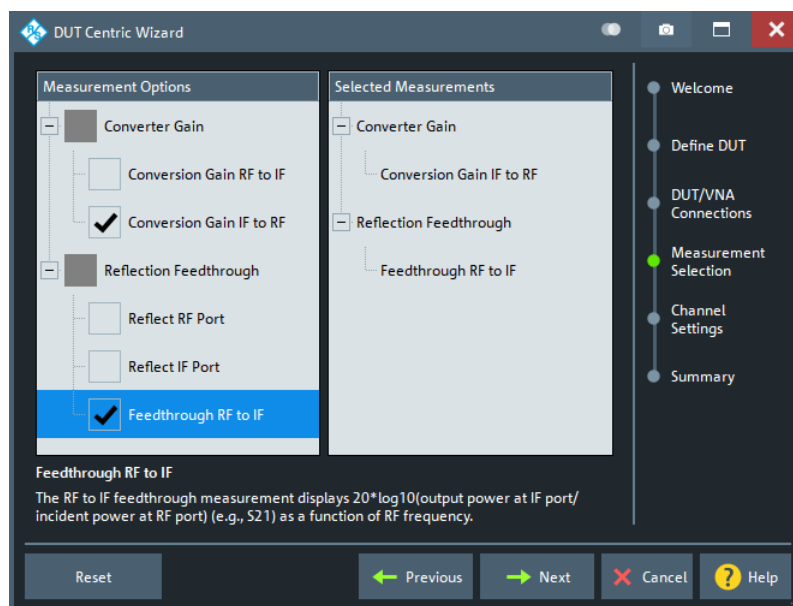 DUT Centric Wizard
Measurement Options
Converter Gain
Conversion Gain RF to IF
Conversion Gain IF to RF
Reflection Feedthrough
Reflect RF Port
Reflect IF Port
Feedthrough RF to IF
Selected Measurements
Converter Gain
Conversion Gain IF to RF
Reflection Feedthrough
Feedthrough RF to IF
Welcome
Define DUT
DUT/VNA
Connections
Measurement
Selection
Channel
Settings
Summary
Feedthrough RF to IF
The RF to IF feedthrough measurement displays 20*log10(output power at IF port/
incident power at RF port) (e.g., S21) as a function of RF frequency.
Reset
Previous
Next
Cancel
? Help